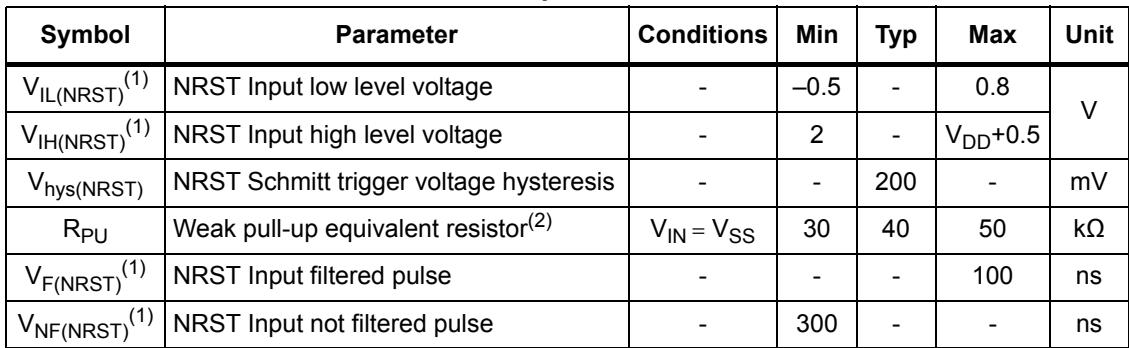 Symbol Parameter Conditions Min Typ Max Unit
VIL(NRST)(1) NRST Input low level voltage - –0.5 - 0.8 V
VIH(NRST)(1) NRST Input high level voltage - 2 - VDD+0.5
Vhys(NRST) NRST Schmitt trigger voltage hysteresis - - 200 - mV
RPU Weak pull-up equivalent resistor(2) VIN = VSS 30 40 50 kΩ
VF(NRST)(1) NRST Input filtered pulse - - - 100 ns
VNF(NRST)(1) NRST Input not filtered pulse - 300 - - ns